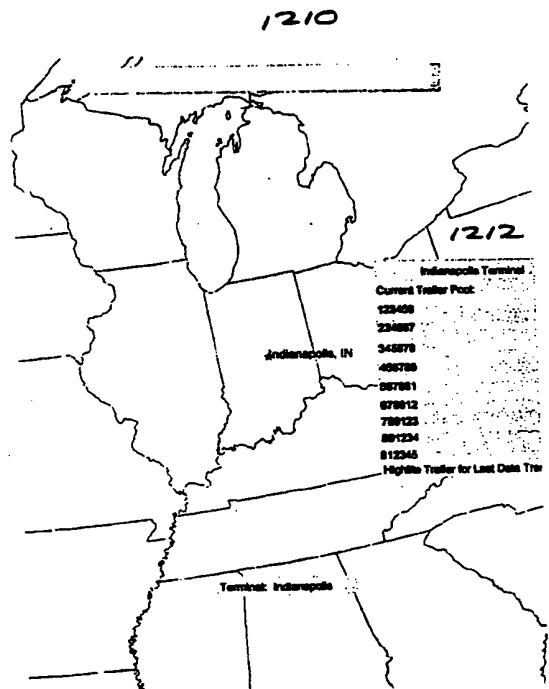 1210
1212
Indianapolis Terminal
Current Trailer Pool:
123456
234567
345678
456789
567891
678912
789123
891234
912345
Highlite Trailer for Last Data Tra
Indianapolis, IN
Terminal: Indianapolis